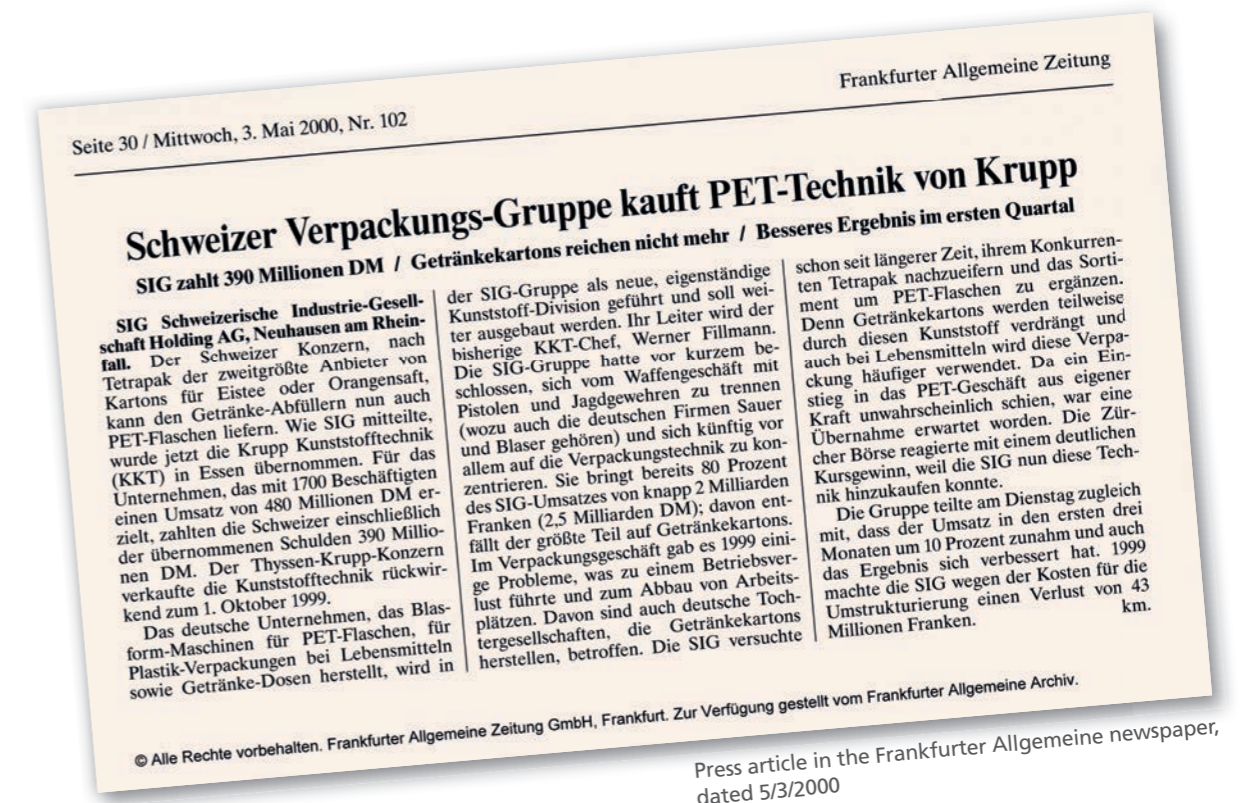 Seite 30 / Mittwoch, 3. Mai 2000, Nr. 102
Frankfurter Allgemeine Zeitung
Schweizer Verpackungs-Gruppe kauft PET-Technik von Krupp
SIG zahlt 390 Millionen DM / Getränkekartons reichen nicht mehr / Besseres Ergebnis im ersten Quartal
SIG Schweizerische Industrie-Gesell-
schaft Holding AG, Neuhausen am Rhein-
fall. Der Schweizer Konzern, nach
Tetrapak der zweitgrößte Anbieter von
Kartons für Eistee oder Orangensaft,
kann den Getränke-Abfüllern nun auch
PET-Flaschen liefern. Wie SIG mitteilte,
wurde jetzt die Krupp Kunststofftechnik
(KKT) in Essen übernommen. Für das
Unternehmen, das mit 1700 Beschäftigten
einen Umsatz von 480 Millionen DM er-
zielt, zahlten die Schweizer einschließlich
der übernommenen Schulden 390 Millio-
nen DM. Der Thyssen-Krupp-Konzern
verkaufte die Kunststofftechnik rückwir-
kend zum 1. Oktober 1999.
Das deutsche Unternehmen, das Blas-
form-Maschinen für PET-Flaschen, für
Plastik-Verpackungen bei Lebensmitteln
sowie Getränke-Dosen herstellt, wird in
der SIG-Gruppe als neue, eigenständige
Kunststoff-Division geführt und soll wei-
ter ausgebaut werden. Ihr Leiter wird der
bisherige KKT-Chef, Werner Fillmann.
Die SIG-Gruppe hatte vor kurzem be-
schlossen, sich vom Waffengeschäft mit
Pistolen und Jagdgewehren zu trennen
(wozu auch die deutschen Firmen Sauer
und Blaser gehören) und sich künftig vor
allem auf die Verpackungstechnik zu kon-
zentrieren. Sie bringt bereits 80 Prozent
des SIG-Umsatzes von knapp 2 Milliarden
Franken (2,5 Milliarden DM); davon ent-
fällt der größte Teil auf Getränkekartons.
Im Verpackungsgeschäft gab es 1999 eini-
ge Probleme, was zu einem Betriebsver-
lust führte und zum Abbau von Arbeits-
plätzen. Davon sind auch deutsche Toch-
tergesellschaften, die Getränkekartons
herstellen, betroffen. Die SIG versuchte
schon seit längerer Zeit, ihrem Konkurren-
ten Tetrapak nachzueifern und das Sorti-
ment um PET-Flaschen zu ergänzen.
Denn Getränkekartons werden teilweise
durch diesen Kunststoff verdrängt und
auch bei Lebensmitteln wird diese Verpa-
ckung häufiger verwendet. Da ein Ein-
stieg in das PET-Geschäft aus eigener
Kraft unwahrscheinlich schien, war eine
Übernahme erwartet worden. Die Zür-
cher Börse reagierte mit einem deutlichen
Kursgewinn, weil die SIG nun diese Tech-
nik hinzukaufen konnte.
Die Gruppe teilte am Dienstag zugleich
mit, dass der Umsatz in den ersten drei
Monaten um 10 Prozent zunahm und auch
das Ergebnis sich verbessert hat. 1999
machte die SIG wegen der Kosten für die
Umstrukturierung einen Verlust von 43
Millionen Franken. km.
© Alle Rechte vorbehalten. Frankfurter Allgemeine Zeitung GmbH, Frankfurt. Zur Verfügung gestellt vom Frankfurter Allgemeine Archiv.
Press article in the Frankfurter Allgemeine newspaper,
dated 5/3/2000